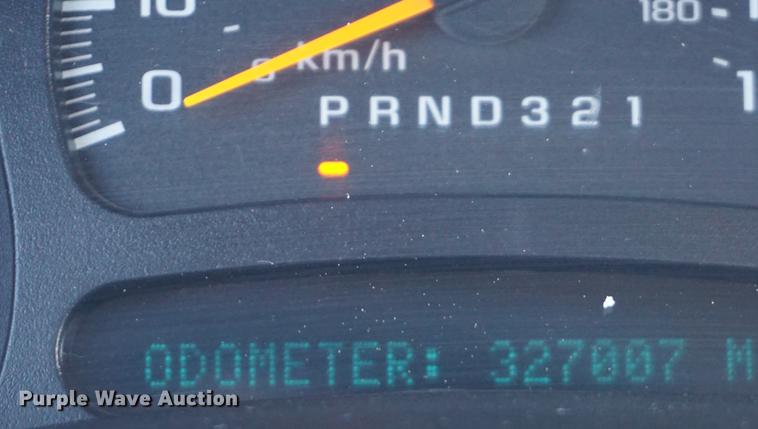 10
180
km/h
0
PRND321
ODOMETER: 327007 M
Purple Wave Auction